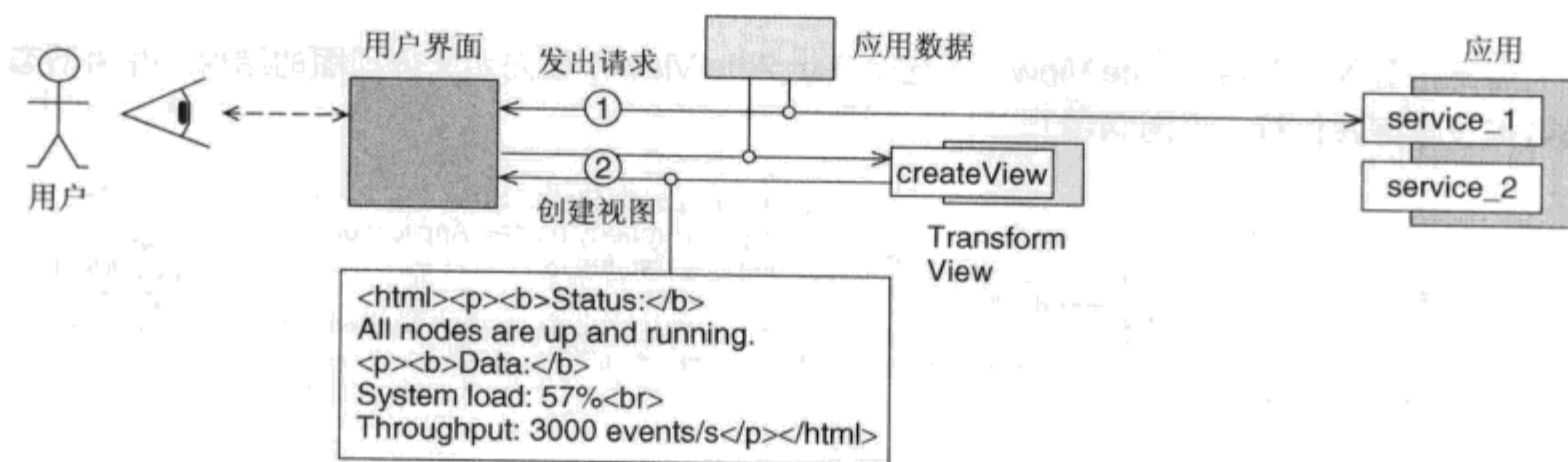 用户界面
发出请求
应用数据
应用
①
service_1
②
createView
service_2
用户
创建视图
Transform
View
<html><p><b>Status:</b>
All nodes are up and running.
<p><b>Data:</b>
System load: 57%<br>
Throughput: 3000 events/s</p></html>